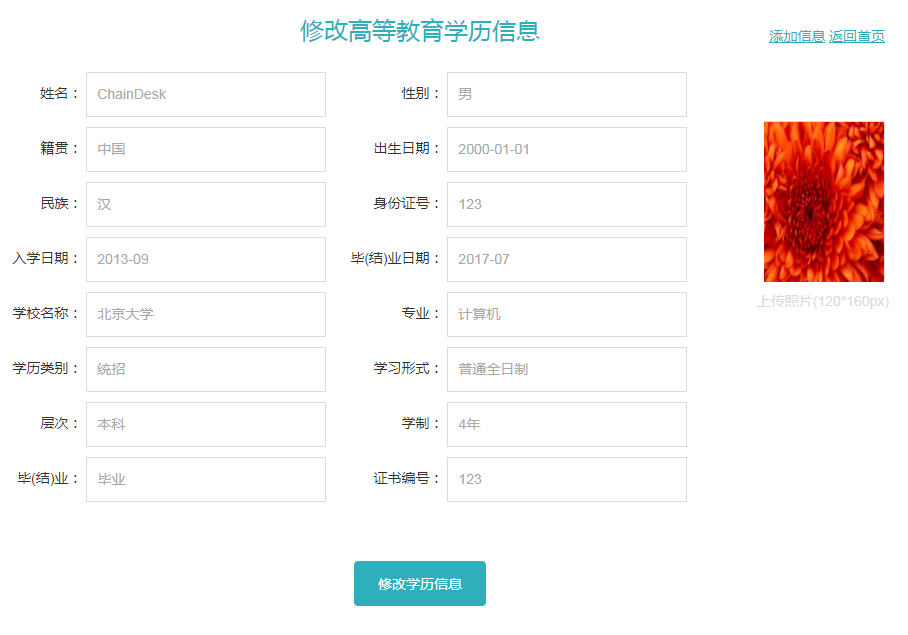 修改高等教育学历信息
添加信息 返回首页
姓名： ChainDesk 性别： 男
籍贯： 中国 出生日期： 2000-01-01
民族： 汉 身份证号： 123
入学日期： 2013-09 毕(结)业日期： 2017-07
上传照片(120*160px)
学校名称： 北京大学 专业： 计算机
学历类别： 统招 学习形式： 普通全日制
层次： 本科 学制： 4年
毕(结)业： 毕业 证书编号： 123
修改学历信息